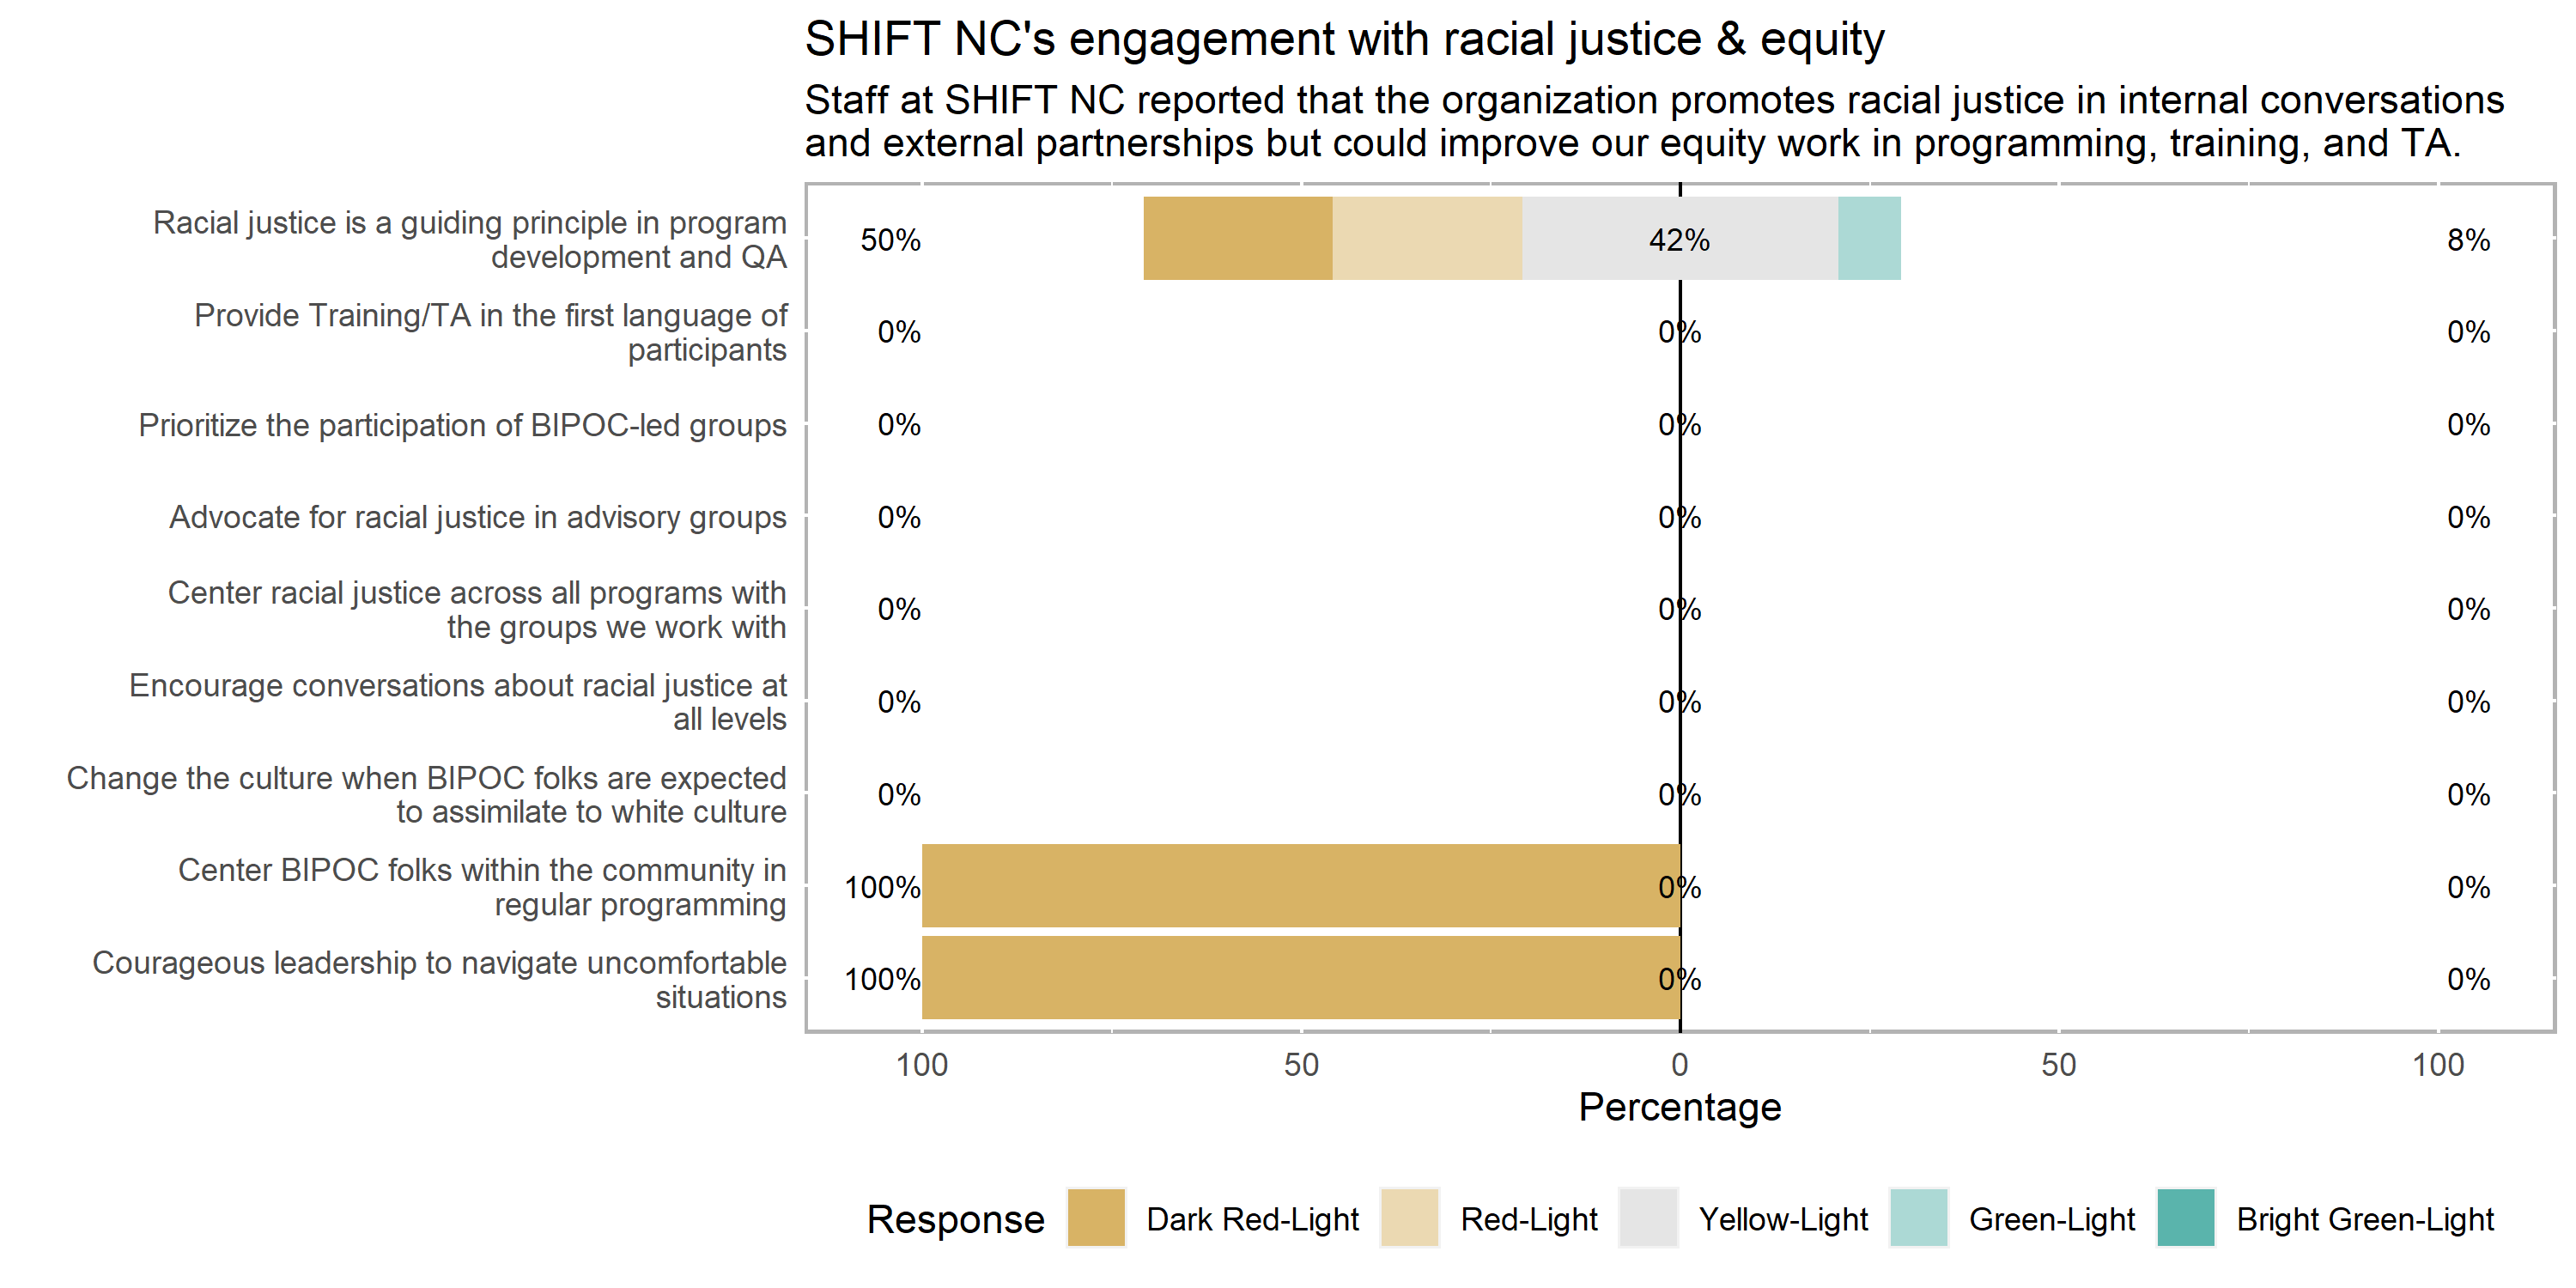 SHIFT NC's engagement with racial justice & equity
Staff at SHIFT NC reported that the organization promotes racial justice in internal conversations
and external partnerships but could improve our equity work in programming, training, and TA.
Racial justice is a guiding principle in program
development and QA
50%
42%
8%
Provide Training/TA in the first language of
participants
0%
0%
0%
Prioritize the participation of BIPOC-led groups
0%
0%
0%
Advocate for racial justice in advisory groups
0%
0%
0%
Center racial justice across all programs with
the groups we work with
0%
0%
0%
Encourage conversations about racial justice at
all levels
0%
0%
0%
Change the culture when BIPOC folks are expected
to assimilate to white culture
0%
0%
0%
Center BIPOC folks within the community in
regular programming
100%
0%
0%
Courageous leadership to navigate uncomfortable
situations
100%
0%
0%
100 50 0 50 100
Percentage
Response Dark Red-Light Red-Light Yellow-Light Green-Light Bright Green-Light